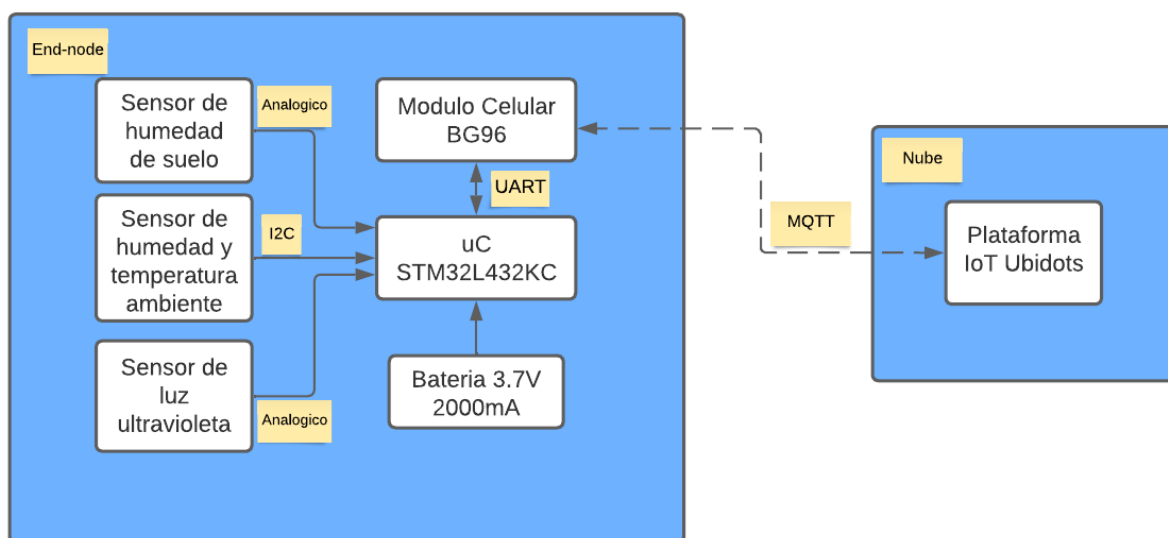 End-node
Sensor de
humedad
de suelo
Analogico
Modulo Celular
BG96
UART
Sensor de
humedad y
temperatura
ambiente
I2C
uC
STM32L432KC
Sensor de
luz
ultravioleta
Analogico
Bateria 3.7V
2000mA
MQTT
Nube
Plataforma
IoT Ubidots